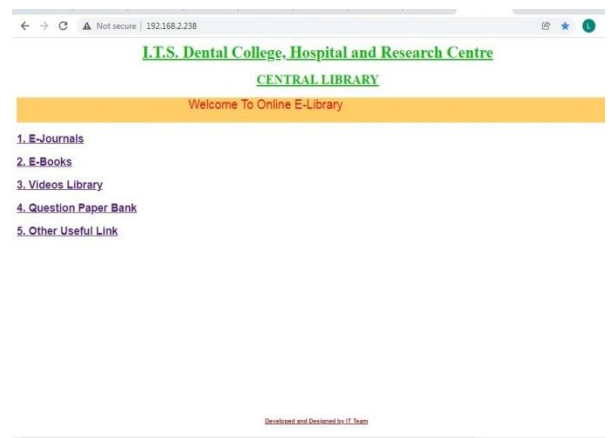 Not secure | 192.168.2.238
L
I.T.S. Dental College, Hospital and Research Centre
CENTRAL LIBRARY
Welcome To Online E-Library
1. E-Journals
2. E-Books
3. Videos Library
4. Question Paper Bank
5. Other Useful Link
Developed and Designed by IT Team